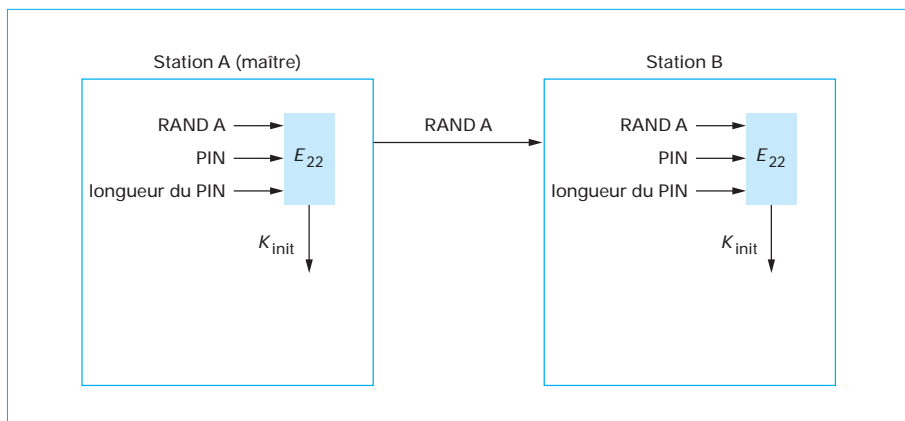 Station A (maître)
Station B
RAND A
PIN
longueur du PIN
E22
Kinit
RAND A
RAND A
PIN
longueur du PIN
E22
Kinit